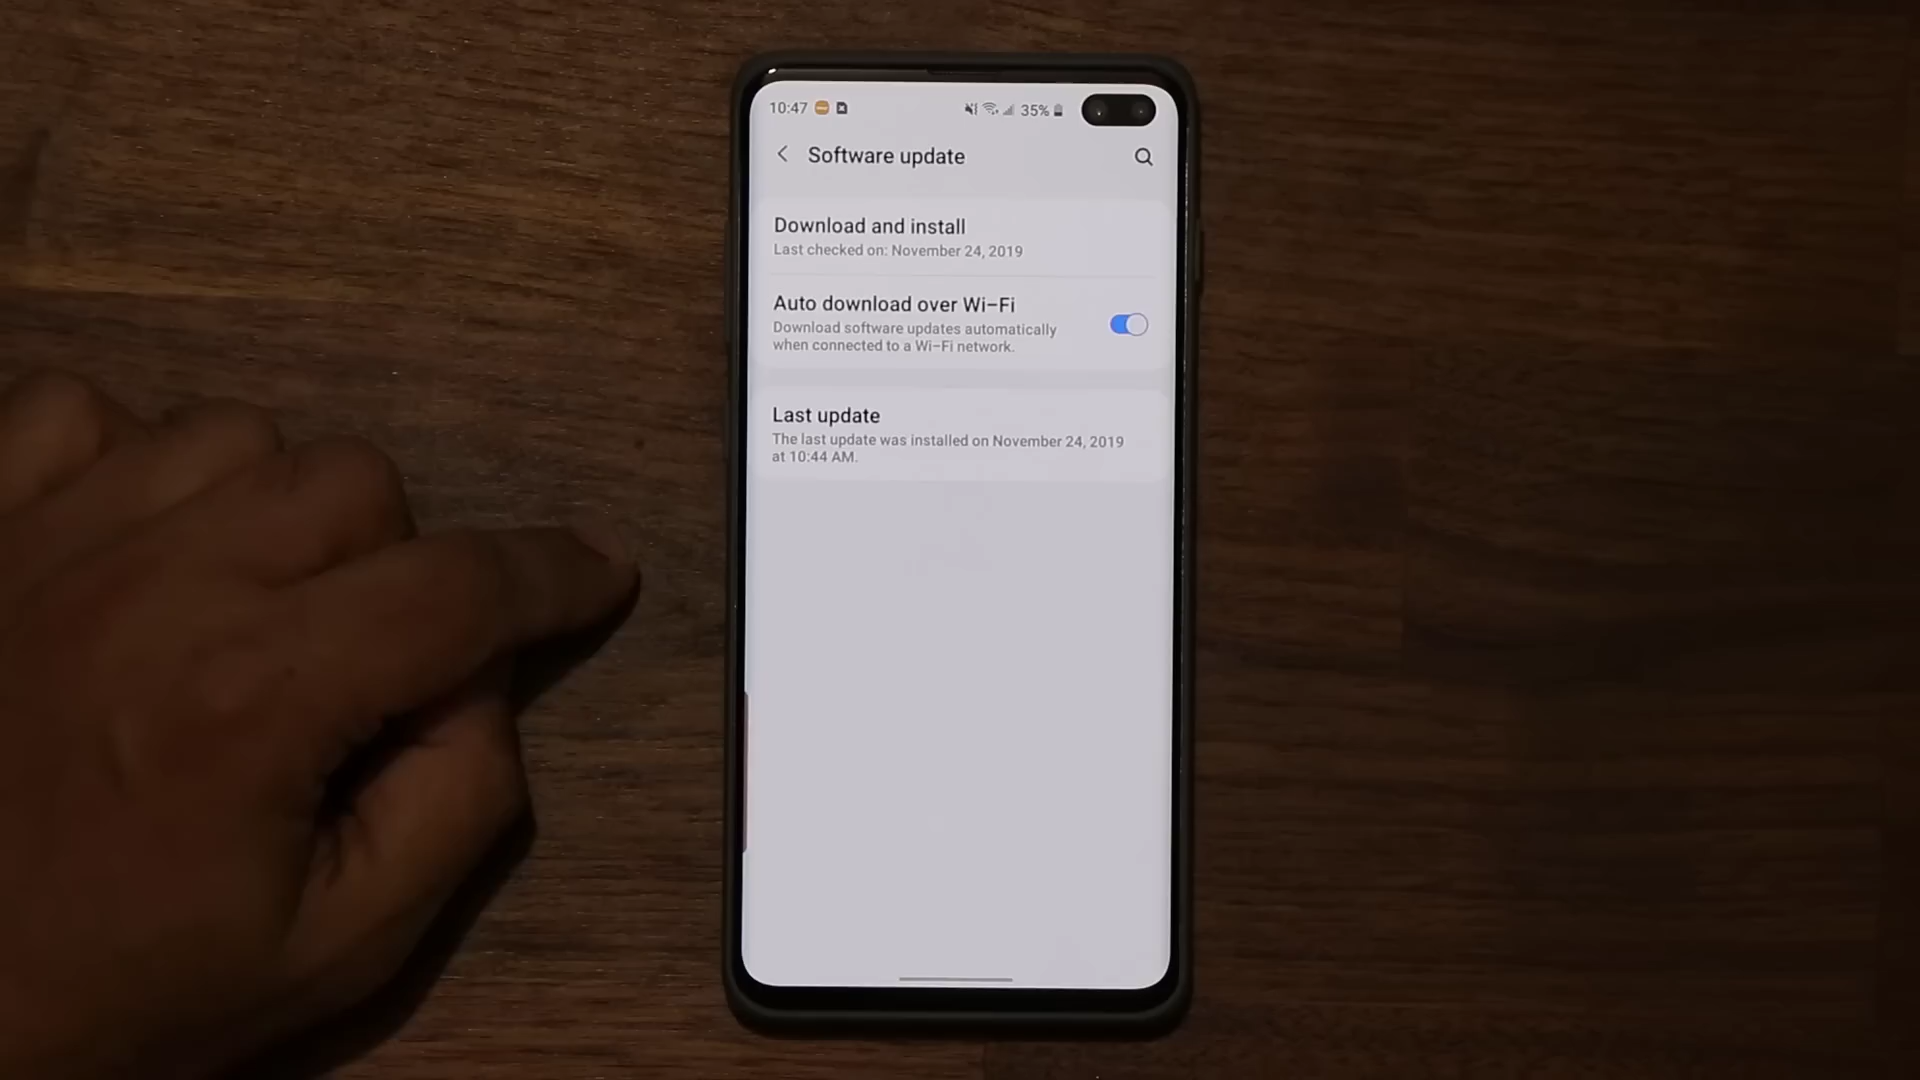 10:47
35%
Software update
Download and install
Last checked on: November 24, 2019
Auto download over Wi-Fi
Download software updates automatically
when connected to a Wi-Fi network.
Last update
The last update was installed on November 24, 2019
at 10:44 AM.